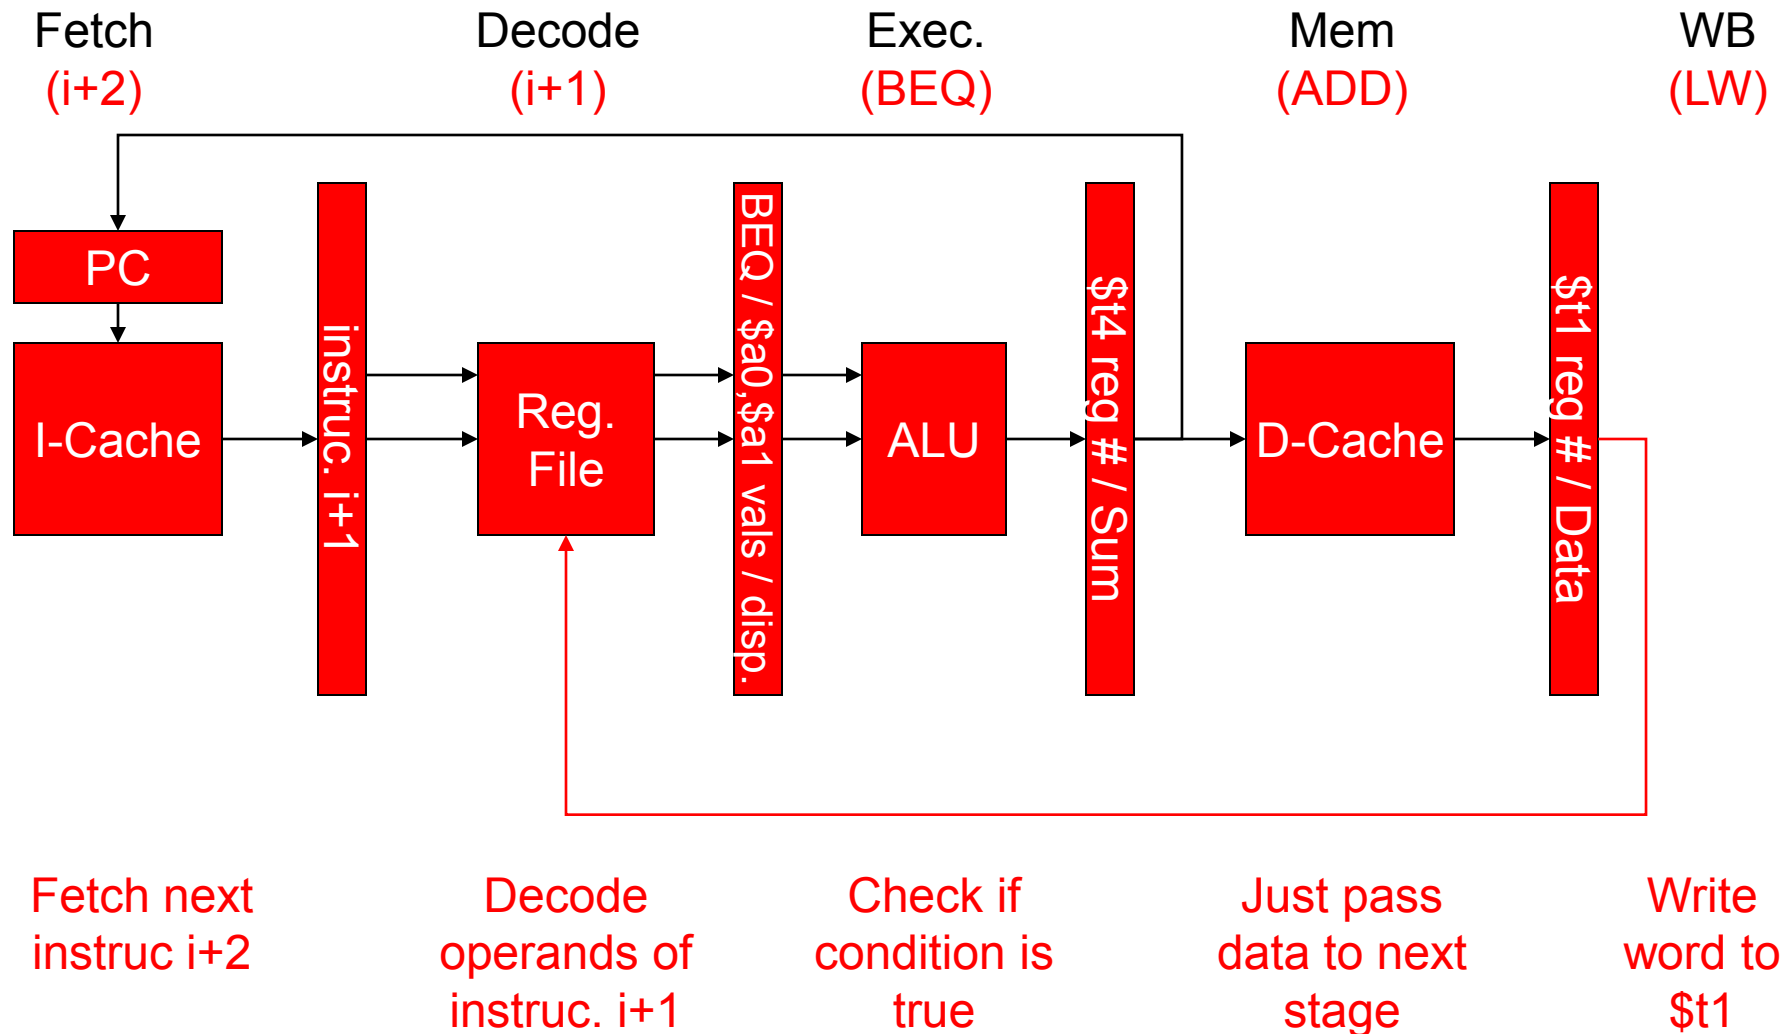 Fetch
(i+2)
Decode
(i+1)
Exec.
(BEQ)
Mem
(ADD)
WB
(LW)
PC
I-Cache
instruc. i+1
Reg.
File
BEQ / $a0,$a1 vals / disp.
ALU
$t4 reg # / Sum
D-Cache
$t1 reg # / Data
Fetch next
instruc i+2
Decode
operands of
instruc. i+1
Check if
condition is
true
Just pass
data to next
stage
Write
word to
$t1